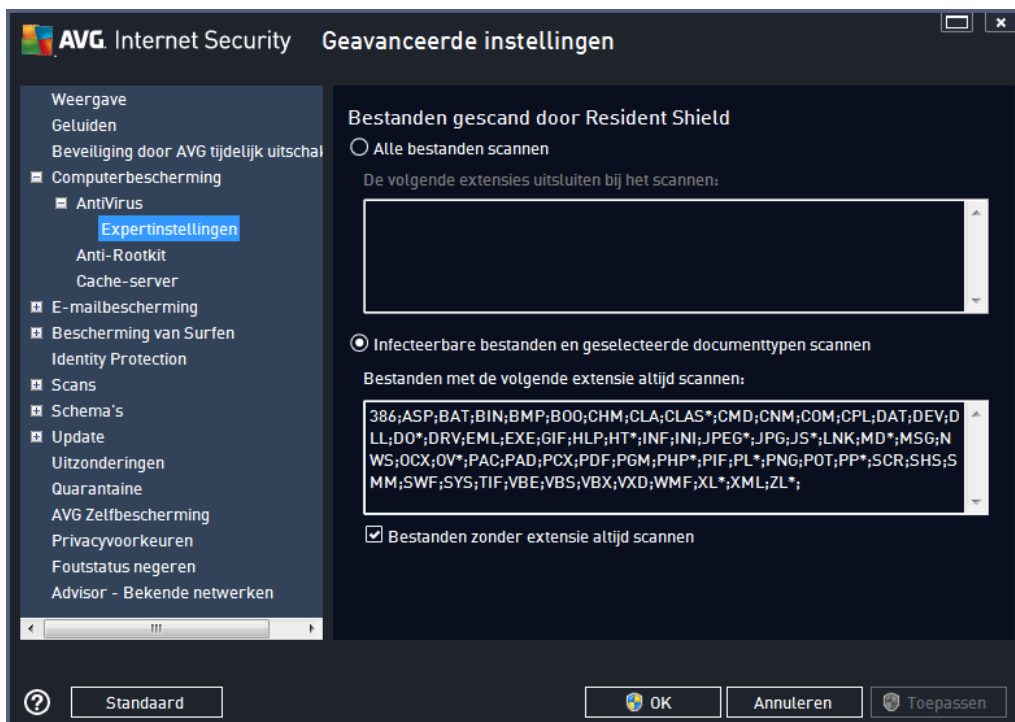 AVG. Internet Security
Geavanceerde instellingen
Weergave
Geluiden
Beveiliging door AVG tijdelijk uitschak
Computerbescherming
AntiVirus
Expertinstellingen
Anti-Rootkit
Cache-server
E-mailbescherming
Bescherming van Surfen
Identity Protection
Scans
Schema's
Update
Uitzonderingen
Quarantaine
AVG Zelfbescherming
Privacyvoorkeuren
Foutstatus negeren
Advisor - Bekende netwerken
Bestanden gescand door Resident Shield
Alle bestanden scannen
De volgende extensies uitsluiten bij het scannen:
Infecteerbare bestanden en geselecteerde documenttypen scannen
Bestanden met de volgende extensie altijd scannen:
386;ASP;BAT;BIN;BMP;BOO;CHM;CLA;CLAS*;CMD;CNM;COM;CPL;DAT;DEV;D
LL;DO*;DRV;EML;EXE;GIF;HLP;HT*;INF;INI;JPEG*;JPG;JS*;LNK;MD*;MSG;N
WS;OCX;OV*;PAC;PAD;PCX;PDF;PGM;PHP*;PIF;PL*;PNG;POT;PP*;SCR;SHS;S
MM;SWF;SYS;TIF;VBE;VBS;VBX;VXD;WMF;XL*;XML;ZL*;
Bestanden zonder extensie altijd scannen
Standaard
OK
Annuleren
Toepassen